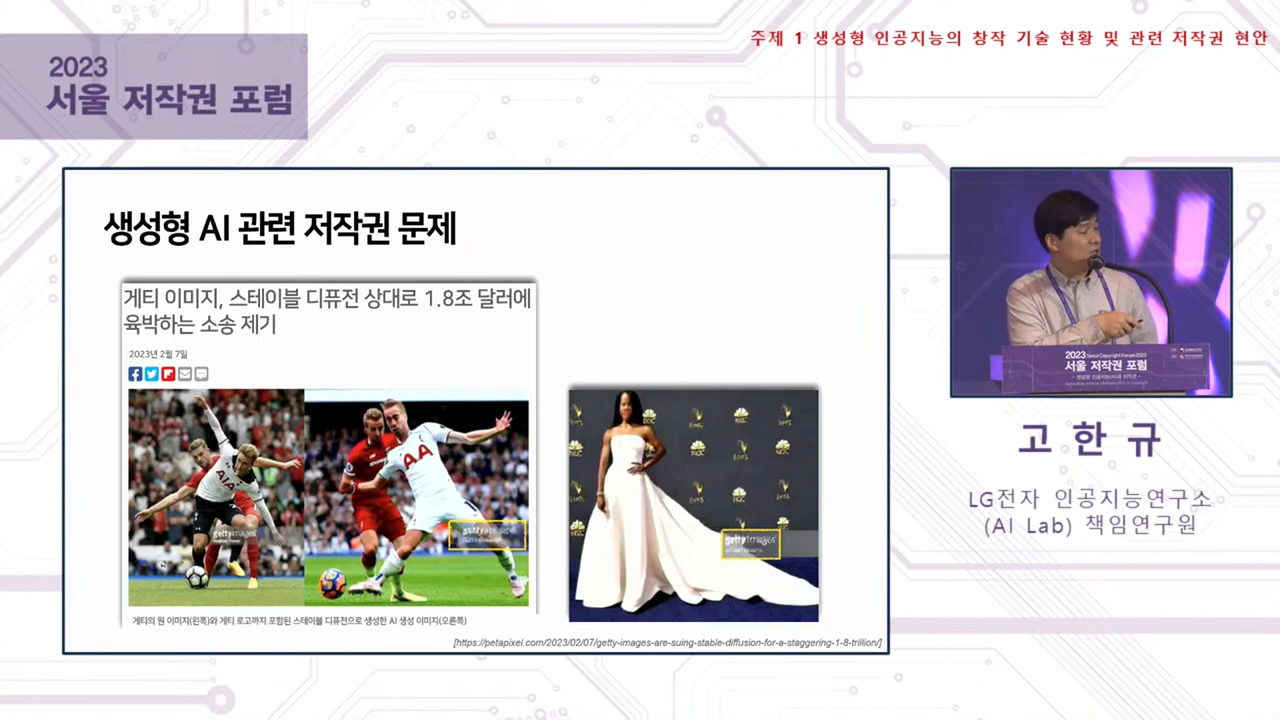 주제 1 생성형 인공지능의 창작 기술 현황 및 관련 저작권 현안
2023
서울 저작권 포럼
생성형 AI 관련 저작권 문제
게티 이미지, 스테이블 디퓨전 상대로 1.8조 달러에
육박하는 소송 제기
2023년 2월 7일
AIA
gettyimages
AA
게티의 원 이미지(왼쪽)와 게티 로고까지 포함된 스테이블 디퓨전으로 생성한 AI 생성 이미지(오른쪽)
[https://petapixel.com/2023/02/07/getty-images-are-suing-stable-diffusion-for-a-staggering-1-8-trillion/]
2023 Seoul Copyright Forum 2023
서울 저작권 포럼
고 한 규
LG전자 인공지능연구소
(AI Lab) 책임연구원